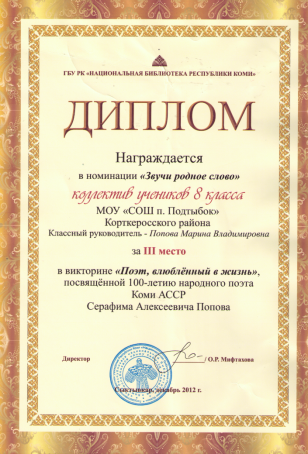 ГБУ РК «НАЦИОНАЛЬНАЯ БИБЛИОТЕКА РЕСПУБЛИКИ КОМИ»
ДИПЛОМ
Награждается
в номинации «Звучи родное слово»
коллектив учеников 8 класса
МОУ «СОШ п. Подтыбок»
Корткеросского района
Классный руководитель - Попова Марина Владимировна
за III место
в викторине «Поэт, влюблённый в жизнь»,
посвящённой 100-летию народного поэта
Коми АССР
Серафима Алексеевича Попова
Директор
О.Р. Мифтахова
Сыктывкар, декабрь 2012 г.